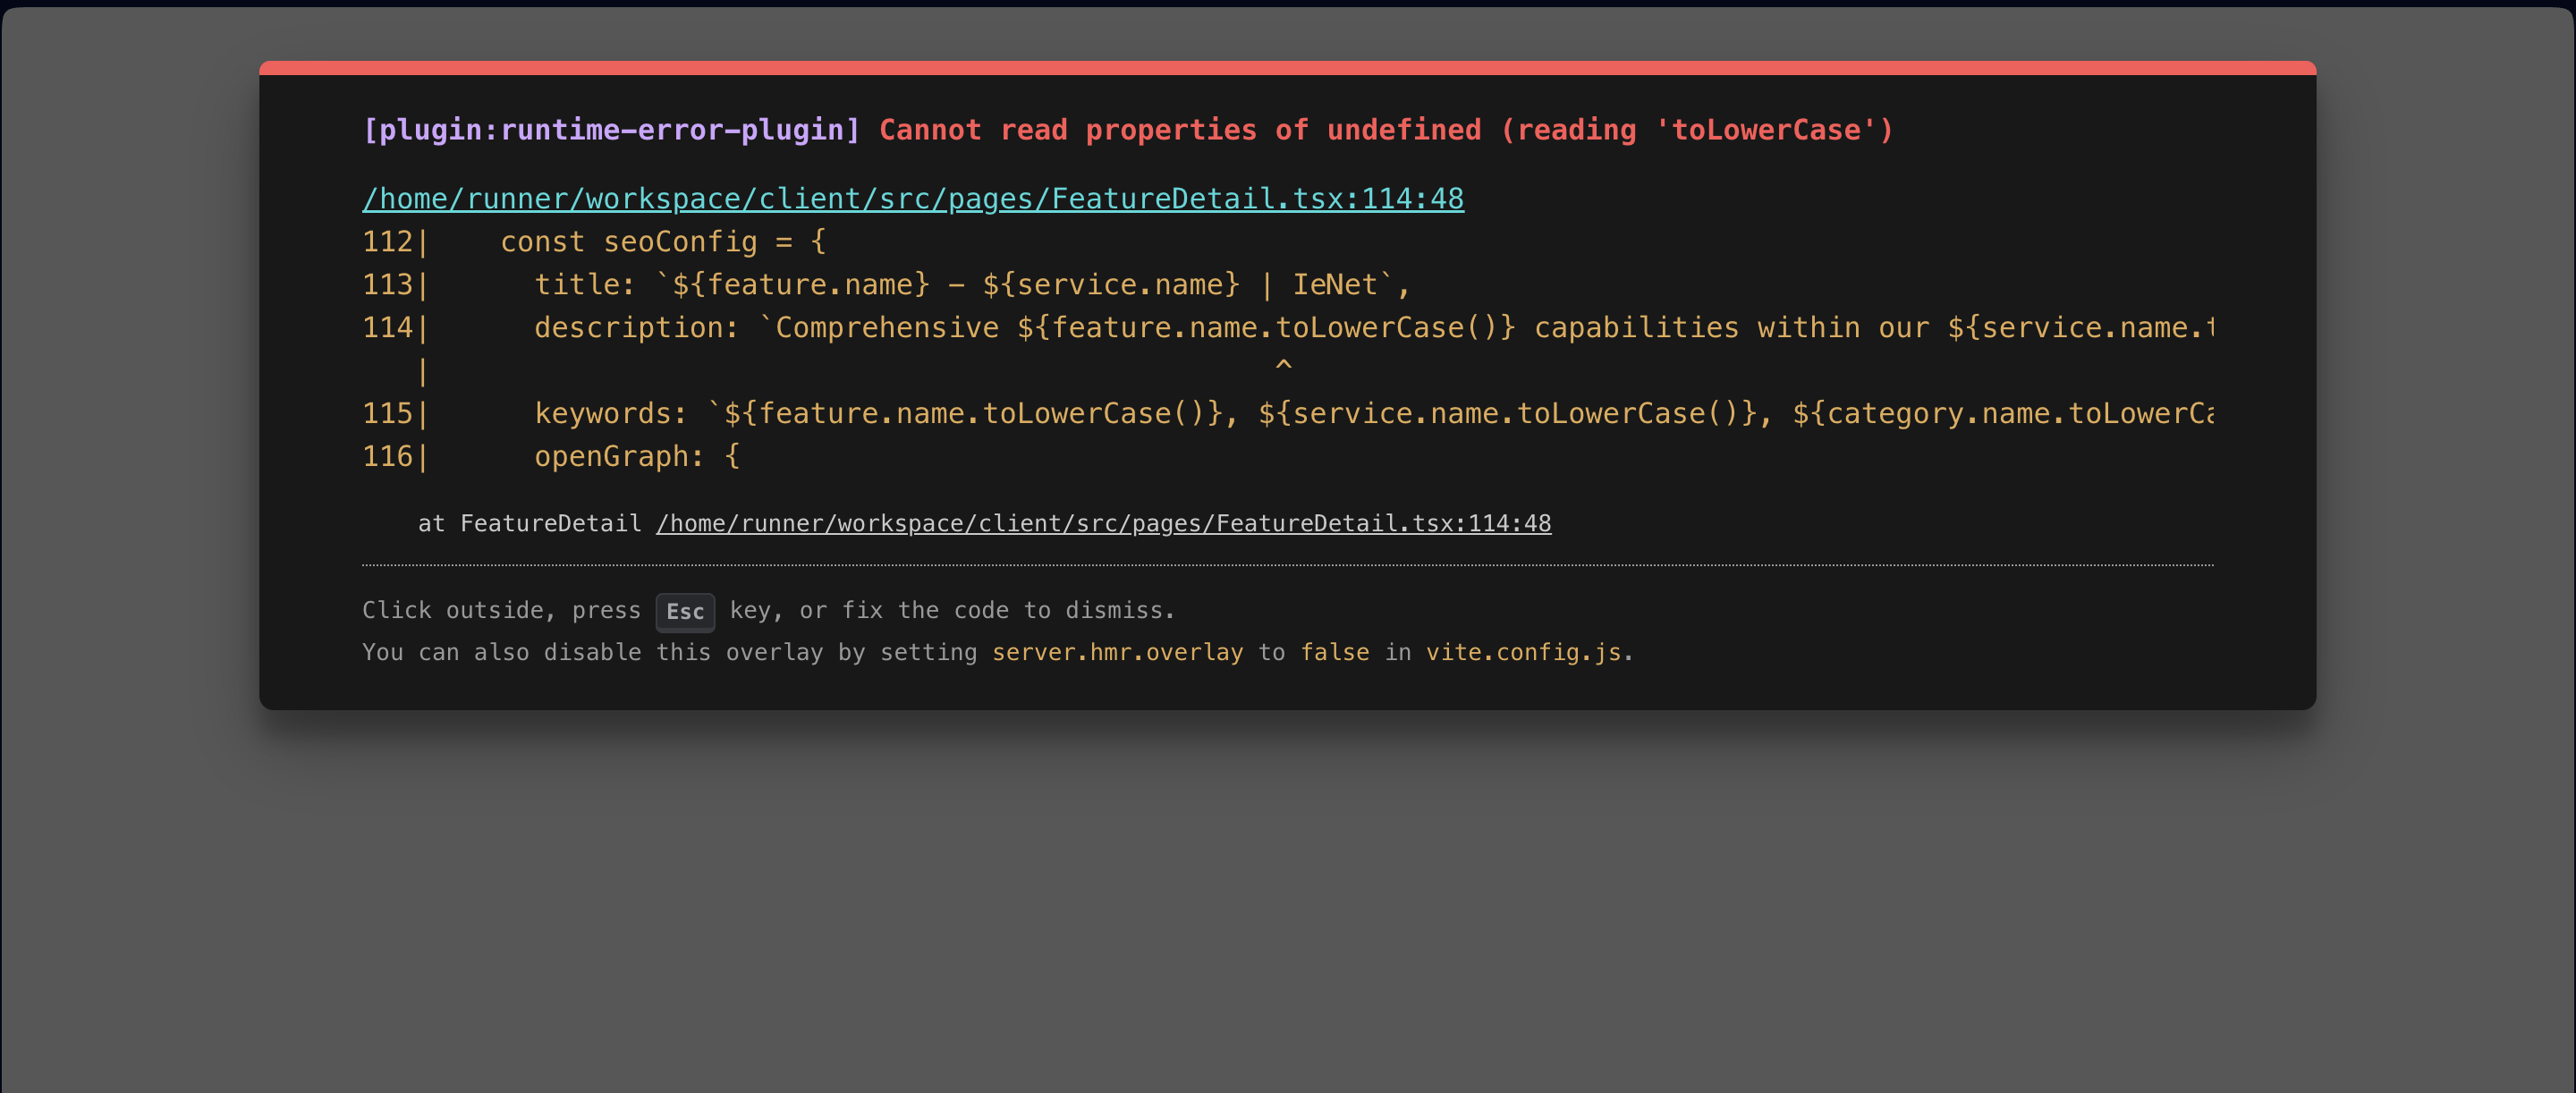 [plugin:runtime-error-plugin] Cannot read properties of undefined (reading 'toLowerCase')
/home/runner/workspace/client/src/pages/FeatureDetail.tsx:114:48
112|    const seoConfig = {
113|      title: `${feature.name} - ${service.name} | IeNet`,
114|      description: `Comprehensive ${feature.name.toLowerCase()} capabilities within our ${service.name.t
   |                                                 ^
115|      keywords: `${feature.name.toLowerCase()}, ${service.name.toLowerCase()}, ${category.name.toLowerCa
116|      openGraph: {
at FeatureDetail /home/runner/workspace/client/src/pages/FeatureDetail.tsx:114:48
Click outside, press Esc key, or fix the code to dismiss.
You can also disable this overlay by setting server.hmr.overlay to false in vite.config.js.